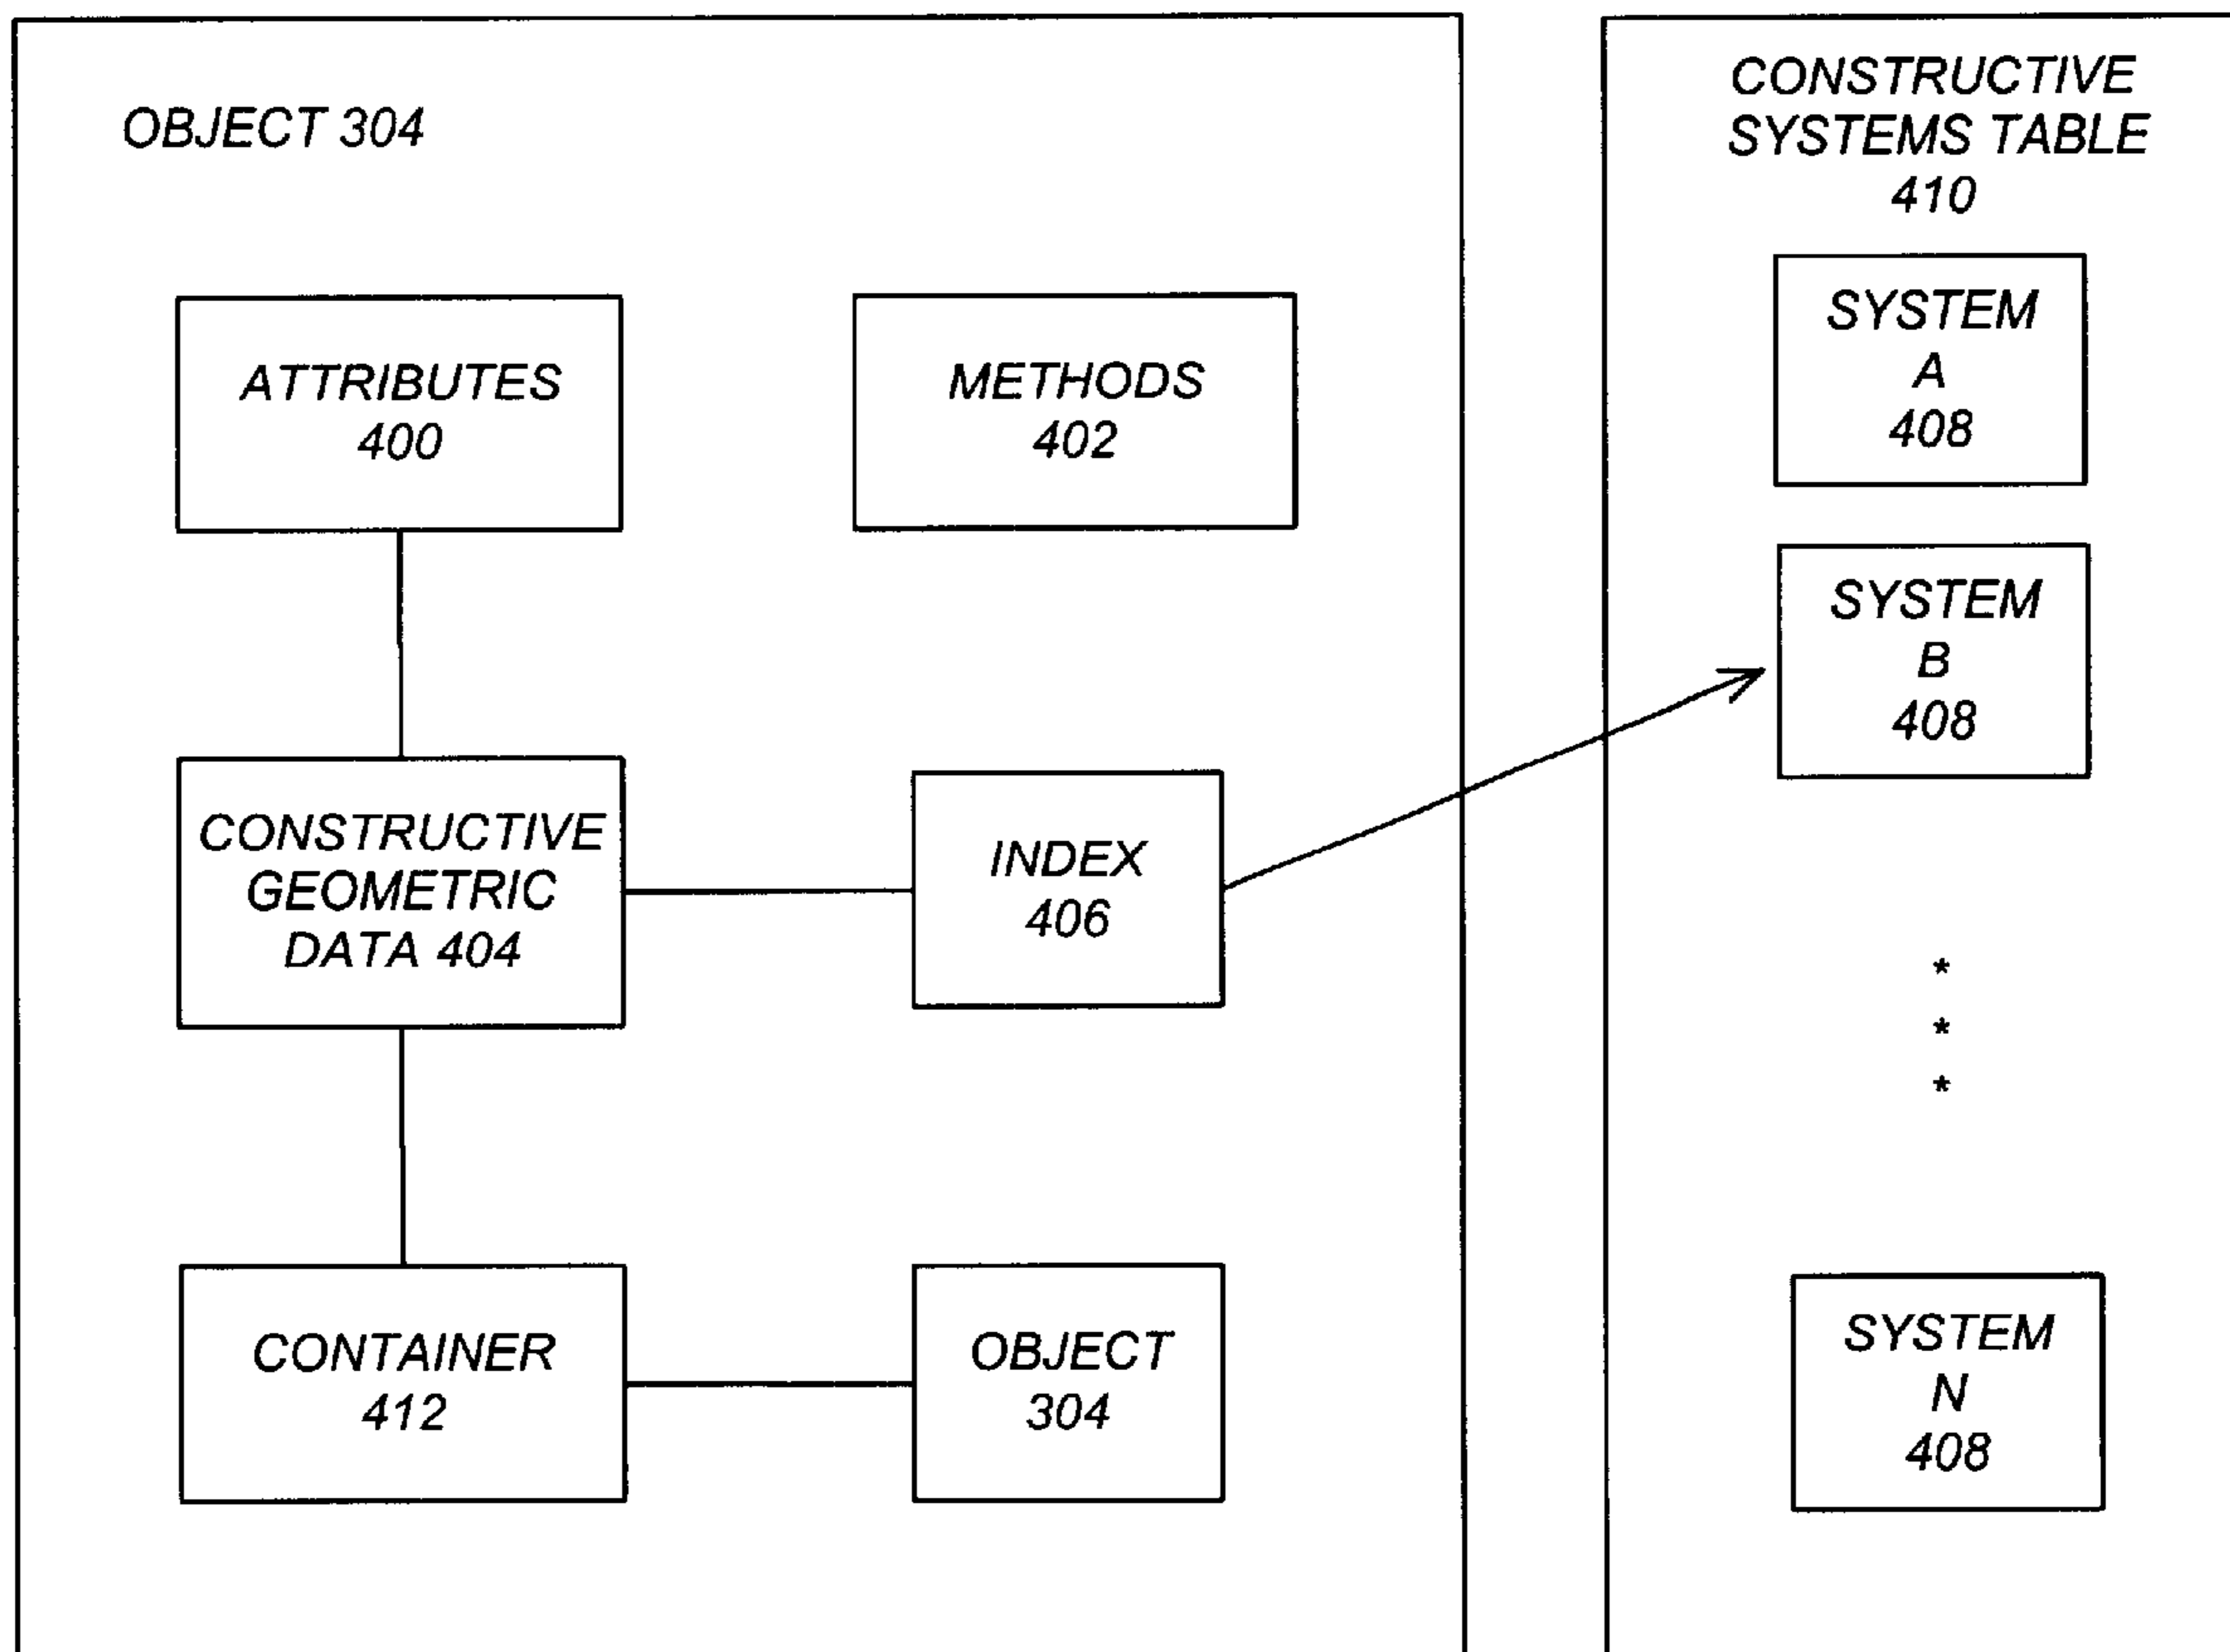 OBJECT 304
ATTRIBUTES
400
METHODS
402
CONSTRUCTIVE
GEOMETRIC
DATA 404
INDEX
406
CONTAINER
412
OBJECT
304
CONSTRUCTIVE
SYSTEMS TABLE
410
SYSTEM
A
408
SYSTEM
B
408
*
*
*
SYSTEM
N
408